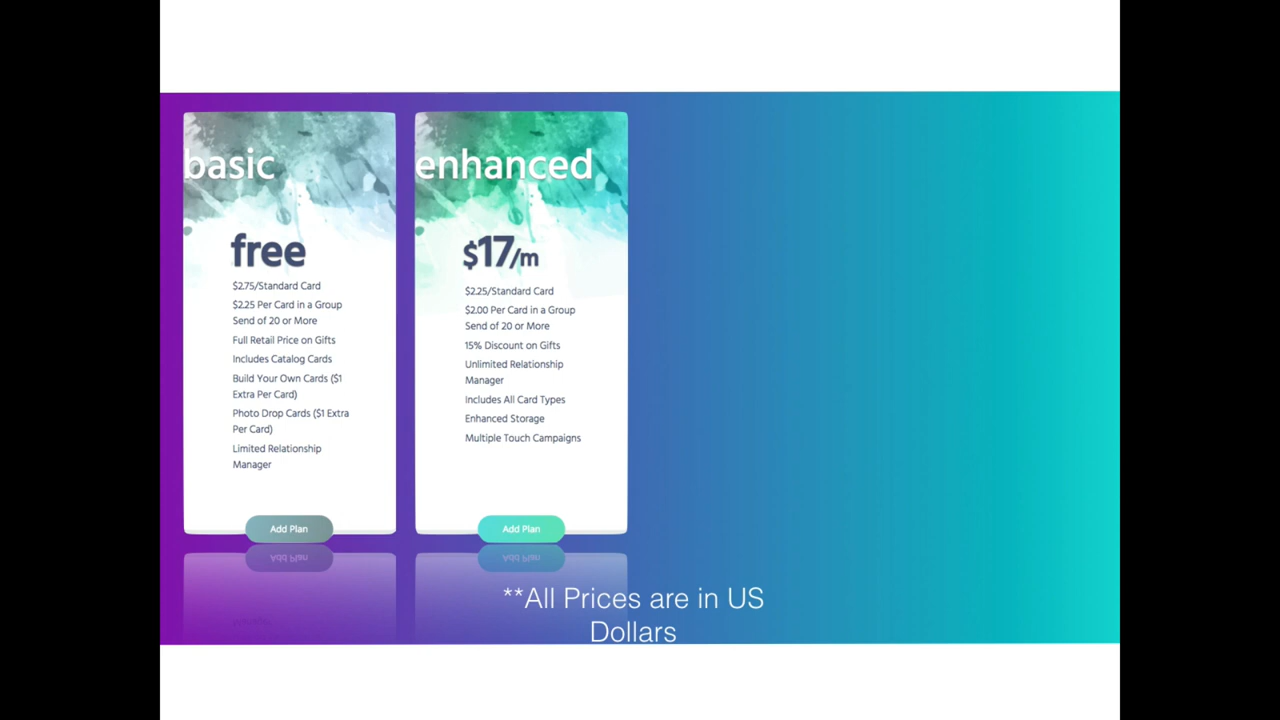 basic
free
$2.75/Standard Card
$2.25 Per Card in a Group
Send of 20 or More
Full Retail Price on Gifts
Includes Catalog Cards
Build Your Own Cards ($1
Extra Per Card)
Photo Drop Cards ($1 Extra
Per Card)
Limited Relationship
Manager
Add Plan
enhanced
$17/m
$2.25/Standard Card
$2.00 Per Card in a Group
Send of 20 or More
15% Discount on Gifts
Unlimited Relationship
Manager
Includes All Card Types
Enhanced Storage
Multiple Touch Campaigns
Add Plan
**All Prices are in US
Dollars